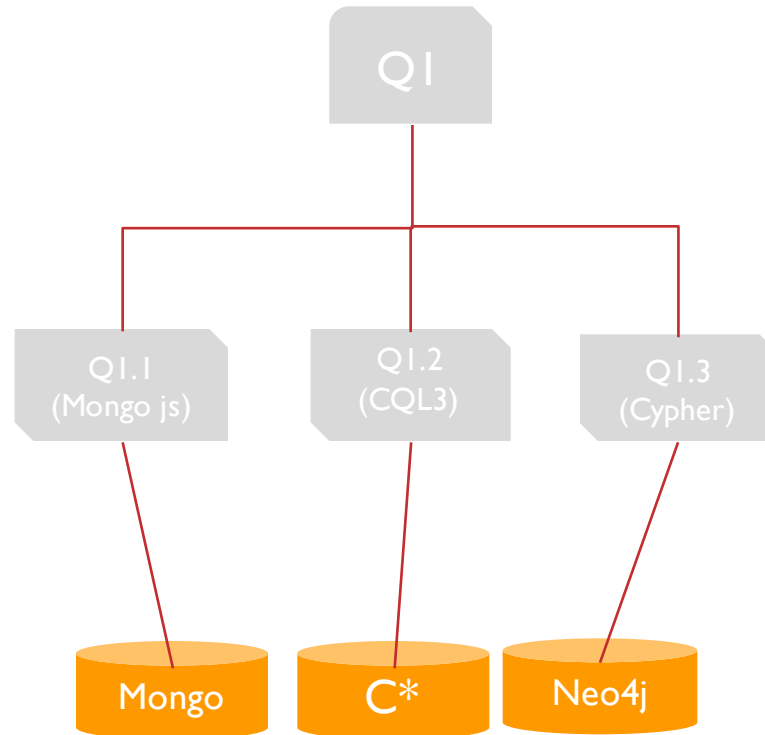 Q1
Q1.1
(Mongo js)
Q1.2
(CQL3)
Q1.3
(Cypher)
Mongo
C*
Neo4j